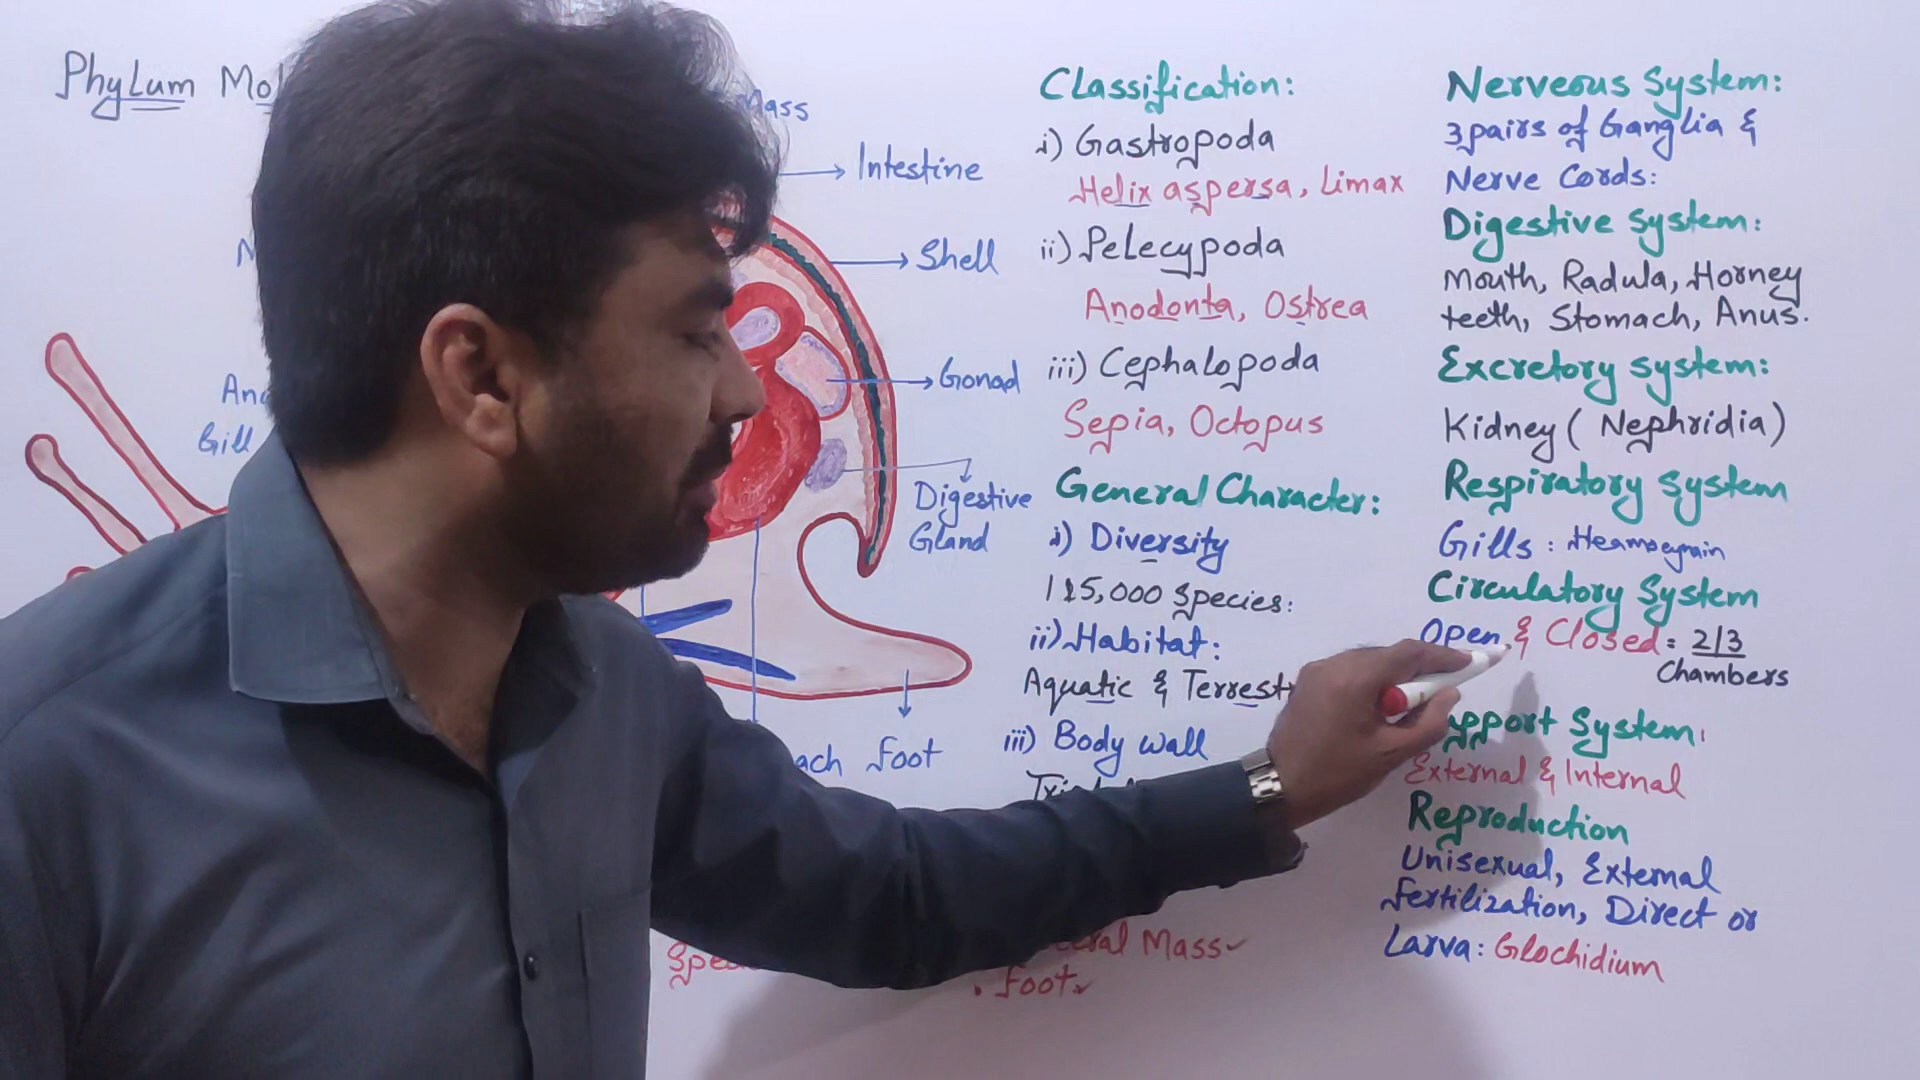 Phylum Mol
Mass
Intestine
Shell
Gonad
Gill
Digestive
Gland
foot
Classification:
i) Gastropoda
Helix aspersa, Limax
ii) Pelecypoda
Anodonta, Ostrea
iii) Cephalopoda
Sepia, Octopus
General Character:
i) Diversity
115,000 Species:
ii) Habitat:
Aquatic & Terrest
iii) Body wall
Mass
. Foot
Nerveous System:
3 pairs of Ganglia &
Nerve Cords:
Digestive System:
Mouth, Radula, Horney
teeth, Stomach, Anus.
Excretory System:
Kidney ( Nephridia )
Respiratory System
Gills :
Circulatory System
Open & Closed : 2/3
Chambers
pport System:
External & Internal
Reproduction
Unisexual, External
fertilization, Direct or
Larva: Glochidium